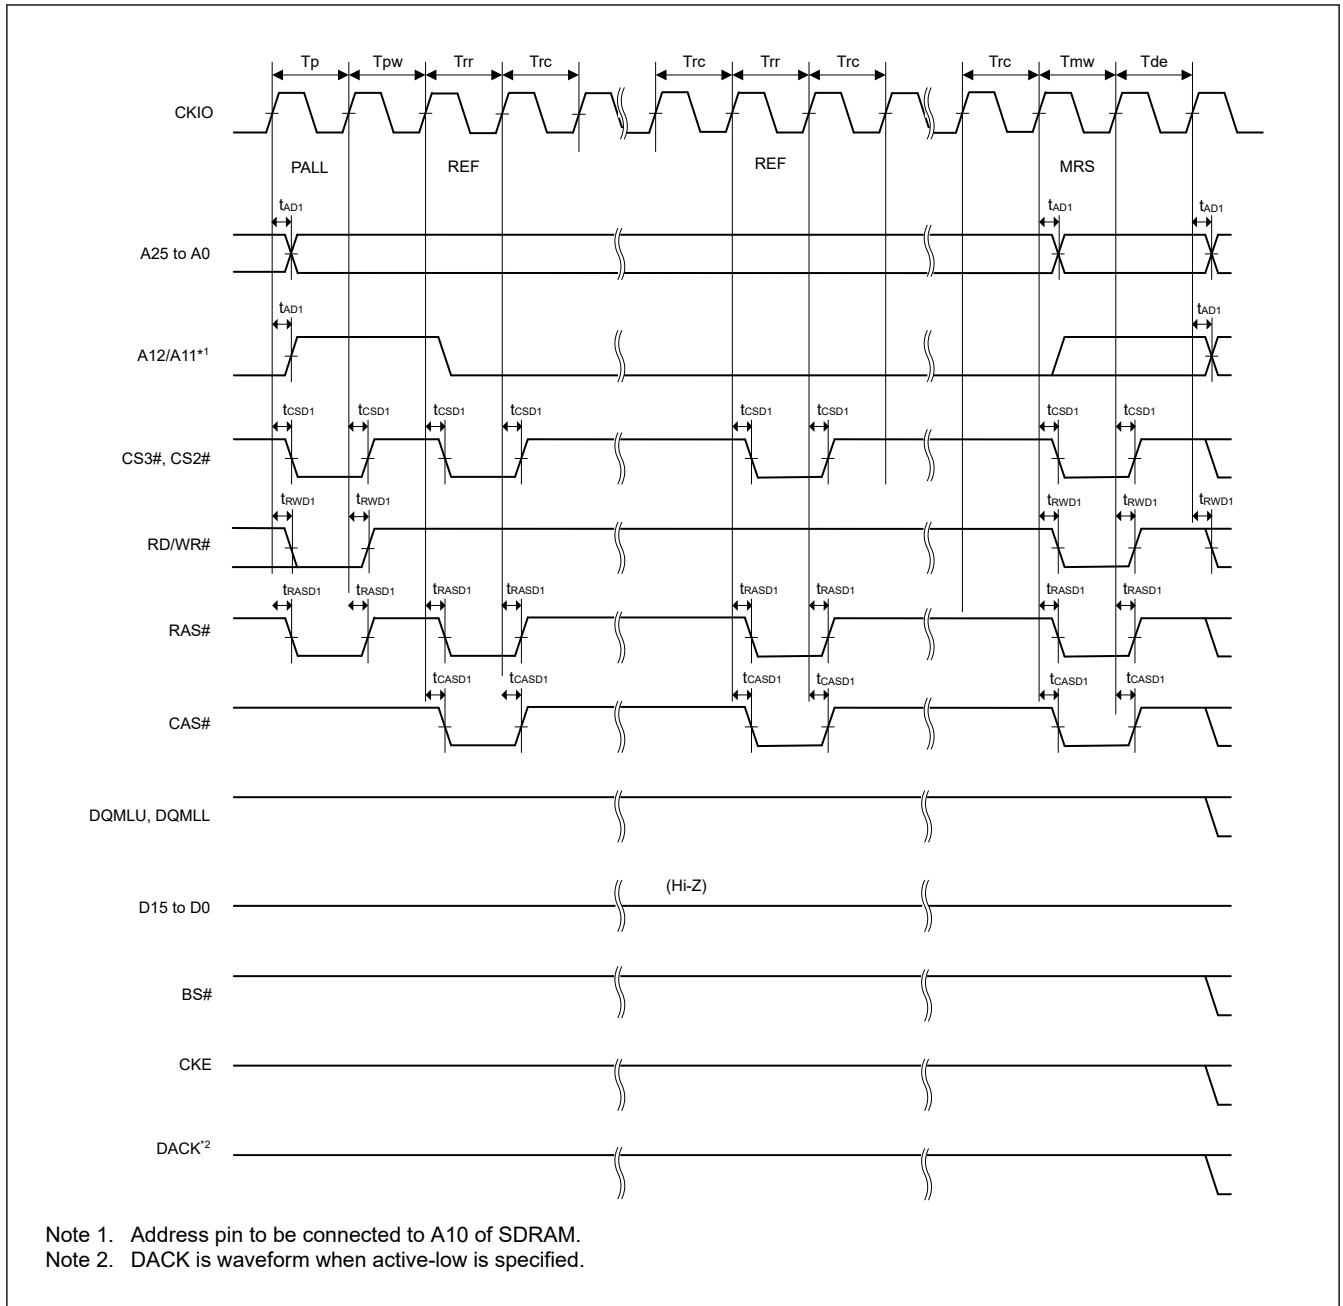 Tp Tpw Trr Trc Trc Trr Trc Trc Tmw Tde
CKIO
PALL REF REF MRS
tAD1 tAD1 tAD1
A25 to A0
tAD1 tAD1
A12/A11*1
tCSD1 tCSD1 tCSD1 tCSD1 tCSD1 tCSD1 tCSD1 tCSD1
CS3#, CS2#
tRWD1 tRWD1 tRWD1 tRWD1 tRWD1
RD/WR#
tRASD1 tRASD1 tRASD1 tRASD1 tRASD1 tRASD1 tRASD1 tRASD1
RAS#
tCASD1 tCASD1 tCASD1 tCASD1 tCASD1 tCASD1
CAS#
DQMLU, DQMLL
(Hi-Z)
D15 to D0
BS#
CKE
DACK*2
Note 1. Address pin to be connected to A10 of SDRAM.
Note 2. DACK is waveform when active-low is specified.